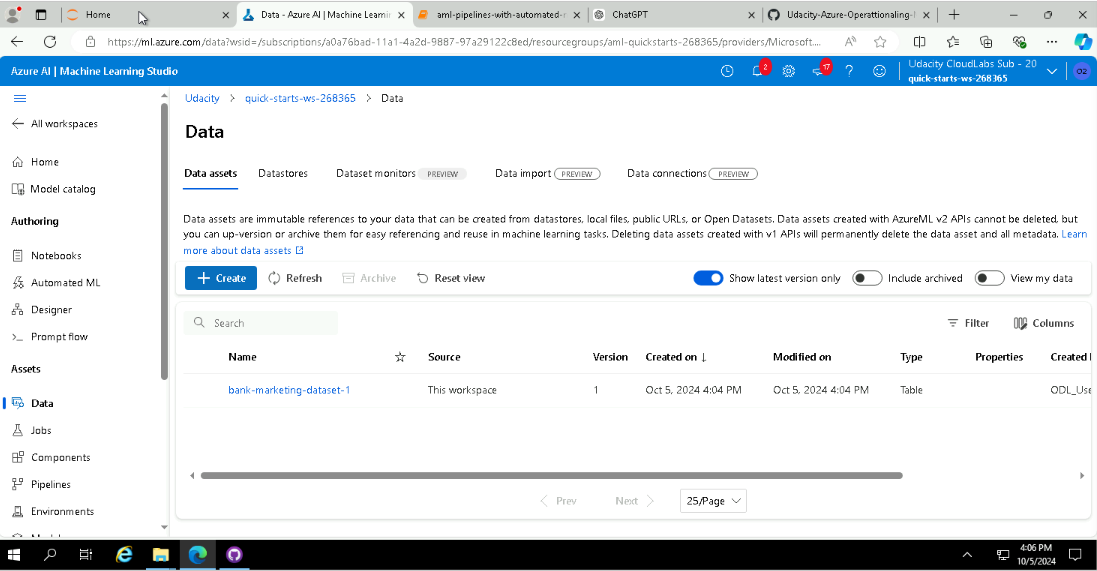 Home
Data - Azure AI | Machine Learni
aml-pipelines-with-automated-
ChatGPT
Udacity-Azure-Operattionaling-
https://ml.azure.com/data?wsid=/subscriptions/a0a76bad-11a1-4a2d-9887-97a29122c8ed/resourcegroups/aml-quickstarts-268365/providers/Microsoft....
Azure AI | Machine Learning Studio
2
17
Udacity CloudLabs Sub - 20
quick-starts-ws-268365
OZ
Udacity > quick-starts-ws-268365 > Data
All workspaces
Home
Model catalog
Authoring
Notebooks
Automated ML
Designer
Prompt flow
Assets
Data
Jobs
Components
Pipelines
Environments
Data
Data assets
Datastores
Dataset monitors PREVIEW
Data import PREVIEW
Data connections PREVIEW
Data assets are immutable references to your data that can be created from datastores, local files, public URLs, or Open Datasets. Data assets created with AzureML v2 APIs cannot be deleted, but
you can up-version or archive them for easy referencing and reuse in machine learning tasks. Deleting data assets created with v1 APIs will permanently delete the data asset and all metadata. Learn
more about data assets
Create
Refresh
Archive
Reset view
Show latest version only
Include archived
View my data
Search
Filter
Columns
Name Source Version Created on ↓ Modified on Type Properties Created
bank-marketing-dataset-1 This workspace 1 Oct 5, 2024 4:04 PM Oct 5, 2024 4:04 PM Table ODL_Use
Prev
Next
25/Page
4:06 PM
10/5/2024